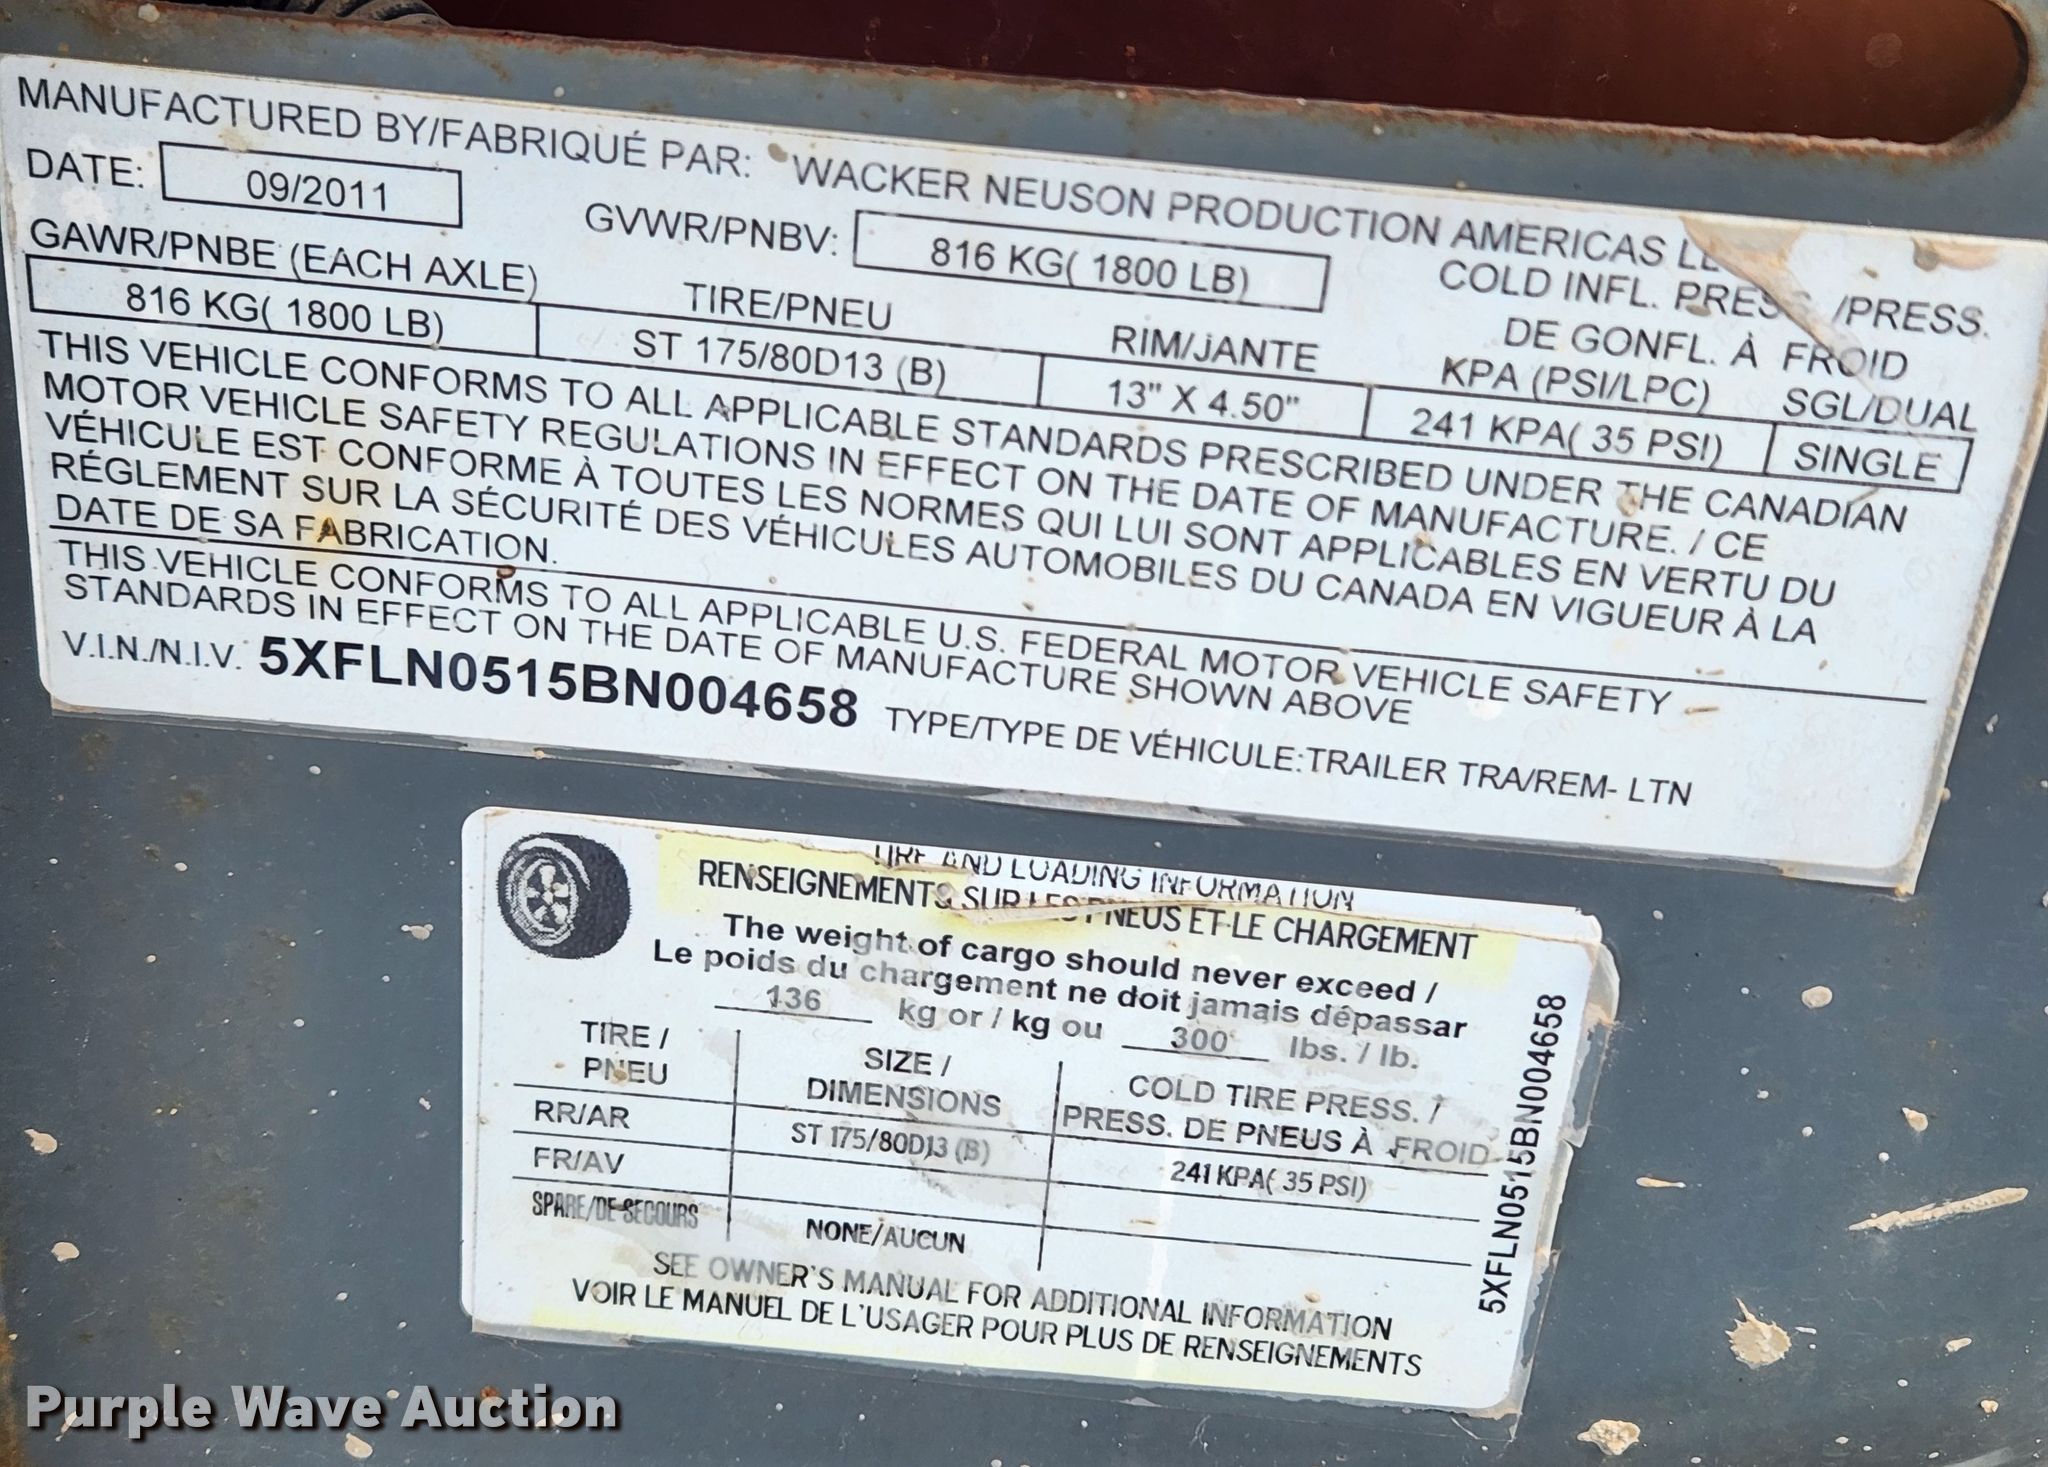 MANUFACTURED BY/FABRIQUÉ PAR: WACKER NEUSON PRODUCTION AMERICAS
DATE: 09/2011 GVWR/PNBV: 816 KG( 1800 LB) COLD INFL. PRESS. /PRESS.
DE GONFL. À FROID
GAWR/PNBE (EACH AXLE) TIRE/PNEU RIM/JANTE KPA (PSI/LPC) SGL/DUAL
816 KG( 1800 LB) ST 175/80D13 (B) 13" X 4.50" 241 KPA( 35 PSI) SINGLE
THIS VEHICLE CONFORMS TO ALL APPLICABLE STANDARDS PRESCRIBED UNDER THE CANADIAN
MOTOR VEHICLE SAFETY REGULATIONS IN EFFECT ON THE DATE OF MANUFACTURE. / CE
VÉHICULE EST CONFORME À TOUTES LES NORMES QUI LUI SONT APPLICABLES EN VERTU DU
RÉGLEMENT SUR LA SÉCURITÉ DES VÉHICULES AUTOMOBILES DU CANADA EN VIGUEUR À LA
DATE DE SA FABRICATION.
THIS VEHICLE CONFORMS TO ALL APPLICABLE U.S. FEDERAL MOTOR VEHICLE SAFETY
STANDARDS IN EFFECT ON THE DATE OF MANUFACTURE SHOWN ABOVE
V.I.N./N.I.V. 5XFLN0515BN004658 TYPE/TYPE DE VÉHICULE:TRAILER TRA/REM- LTN
TIRE AND LOADING INFORMATION
RENSEIGNEMENTS SUR LES PNEUS ET LE CHARGEMENT
The weight of cargo should never exceed /
Le poids du chargement ne doit jamais dépassar
136 kg or / kg ou 300 lbs. / lb.
TIRE / PNEU SIZE / DIMENSIONS COLD TIRE PRESS. / PRESS. DE PNEUS À FROID
RR/AR ST 175/80D13 (B) 241 KPA( 35 PSI)
FR/AV
SPARE/DE SECOURS NONE/AUCUN
SEE OWNER'S MANUAL FOR ADDITIONAL INFORMATION
VOIR LE MANUEL DE L'USAGER POUR PLUS DE RENSEIGNEMENTS
5XFLN0515BN004658
Purple Wave Auction